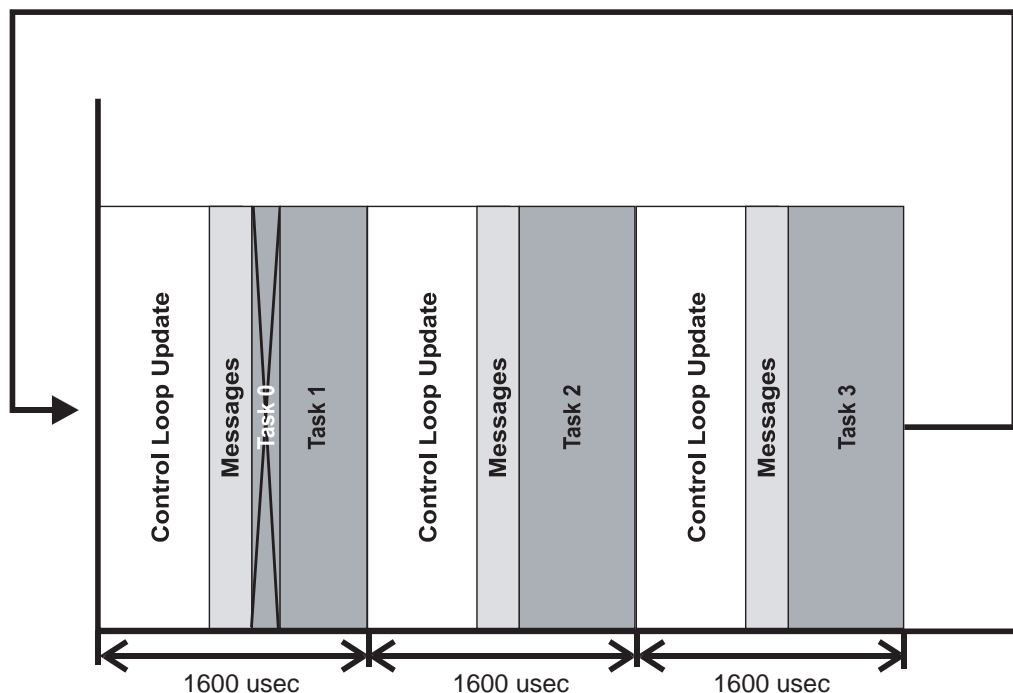 Control Loop Update
Messages
Task 0
Task 1
Control Loop Update
Messages
Task 2
Control Loop Update
Messages
Task 3
1600 usec
1600 usec
1600 usec